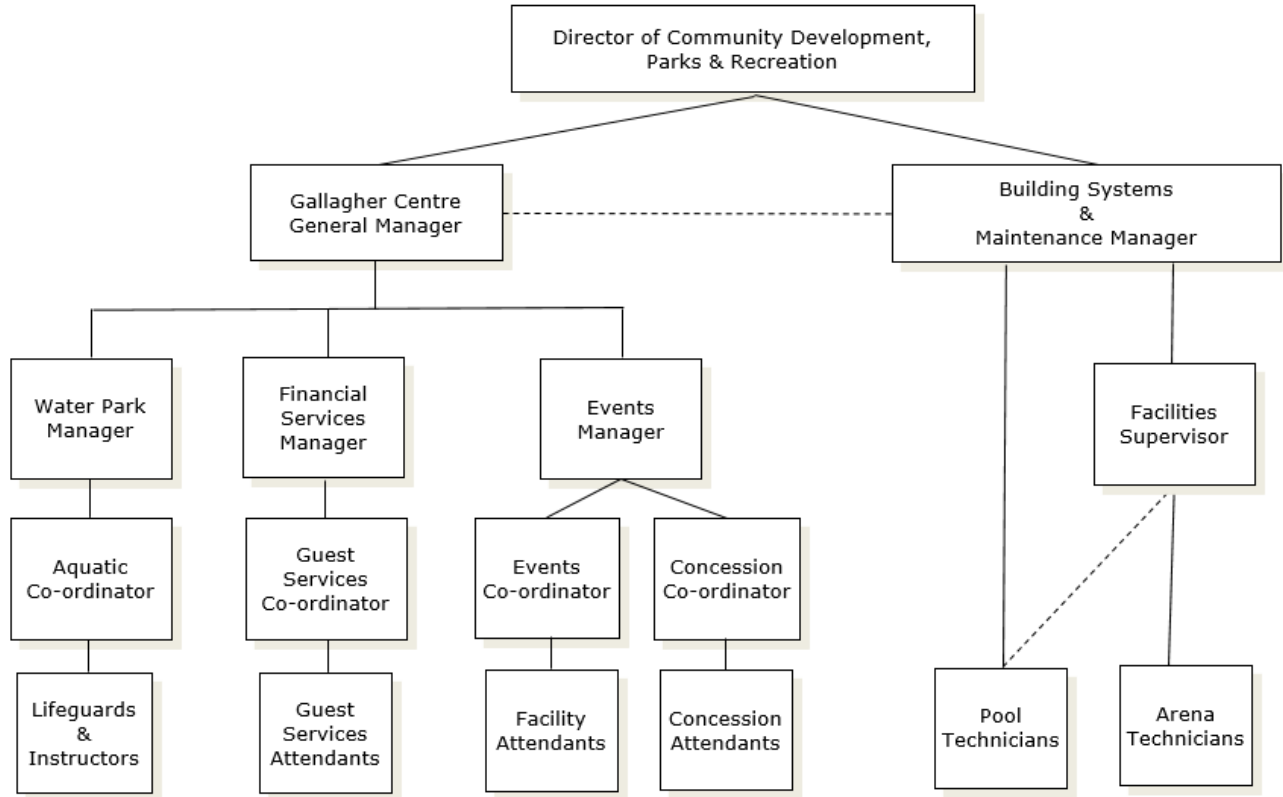 Director of Community Development,
Parks & Recreation
Gallagher Centre
General Manager
Building Systems
&
Maintenance Manager
Water Park
Manager
Financial
Services
Manager
Events
Manager
Facilities
Supervisor
Aquatic
Co-ordinator
Guest
Services
Co-ordinator
Events
Co-ordinator
Concession
Co-ordinator
Lifeguards
&
Instructors
Guest
Services
Attendants
Facility
Attendants
Concession
Attendants
Pool
Technicians
Arena
Technicians